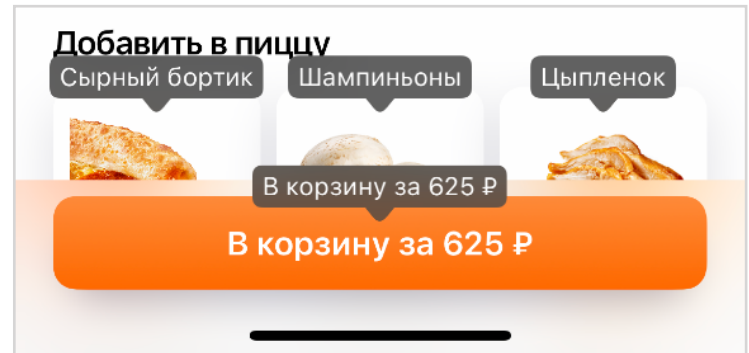 Добавить в пиццу
Сырный бортик
Шампиньоны
Цыпленок
В корзину за 625 ₽
В корзину за 625 ₽